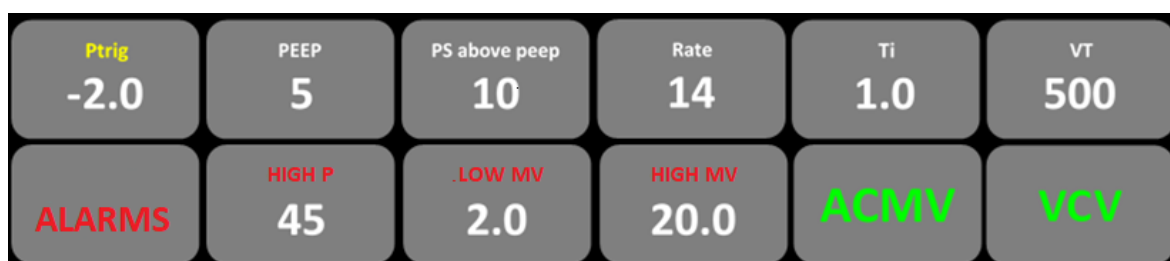 Ptrig PEEP PS above peep Rate Ti VT
-2.0 5 10 14 1.0 500
HIGH P .LOW MV HIGH MV
ALARMS 45 2.0 20.0 ACMV VCV